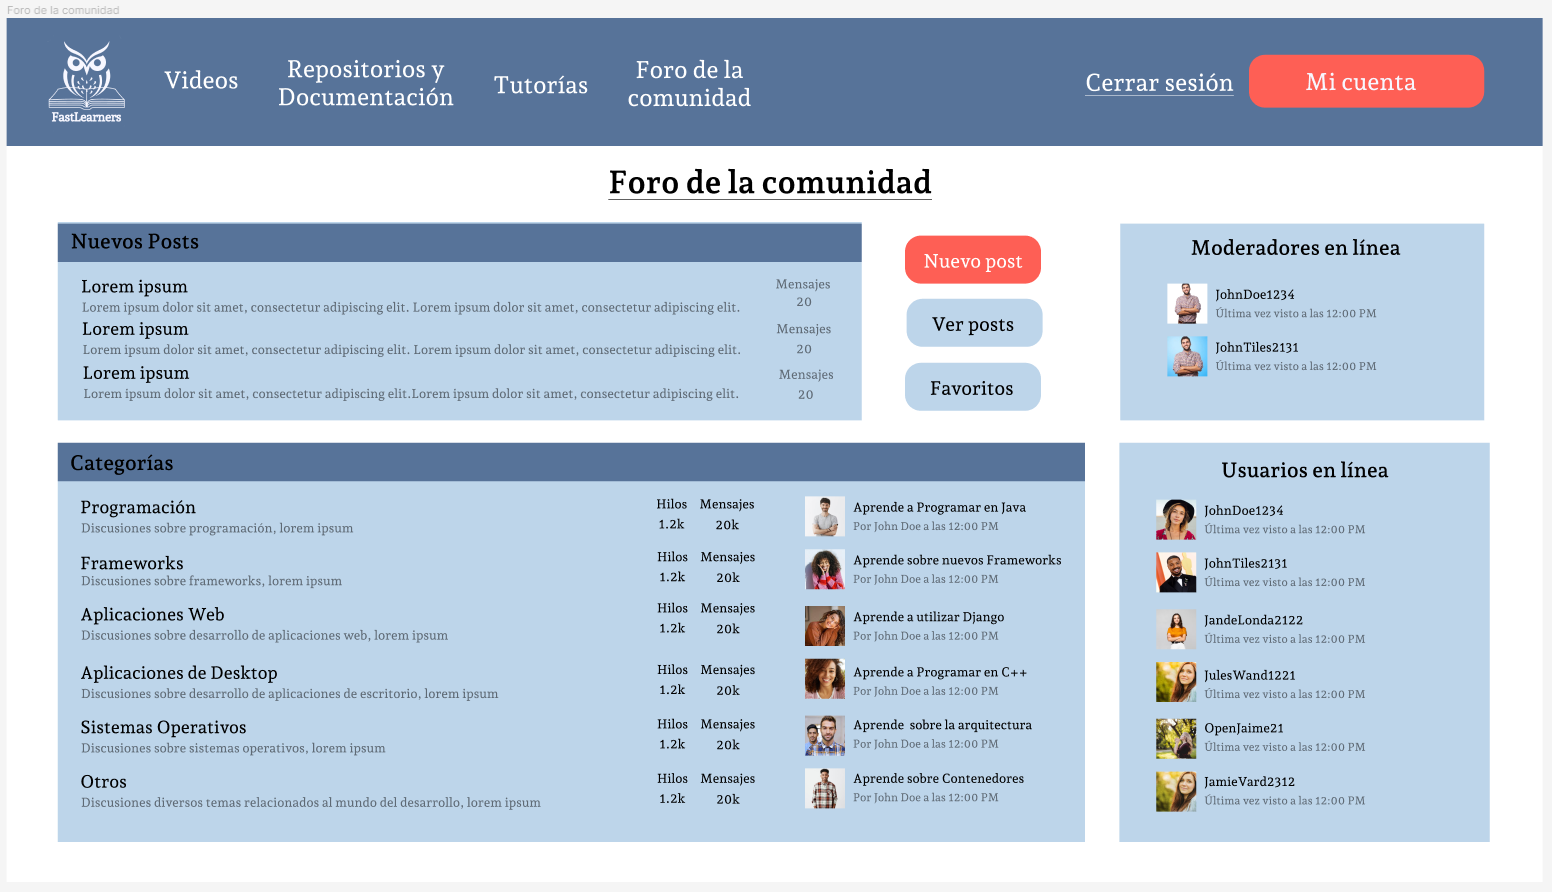 Foro de la comunidad
Videos
Repositorios y
Documentación
Tutorías
Foro de la
comunidad
Cerrar sesión
Mi cuenta
FastLearners
Foro de la comunidad
Nuevos Posts
Lorem ipsum
Lorem ipsum dolor sit amet, consectetur adipiscing elit. Lorem ipsum dolor sit amet, consectetur adipiscing elit.
Mensajes
20
Lorem ipsum
Lorem ipsum dolor sit amet, consectetur adipiscing elit. Lorem ipsum dolor sit amet, consectetur adipiscing elit.
Mensajes
20
Lorem ipsum
Lorem ipsum dolor sit amet, consectetur adipiscing elit.Lorem ipsum dolor sit amet, consectetur adipiscing elit.
Mensajes
20
Nuevo post
Ver posts
Favoritos
Moderadores en línea
JohnDoe1234
Última vez visto a las 12:00 PM
JohnTiles2131
Última vez visto a las 12:00 PM
Categorías
Programación
Discusiones sobre programación, lorem ipsum
Hilos
1.2k
Mensajes
20k
Aprende a Programar en Java
Por John Doe a las 12:00 PM
Frameworks
Discusiones sobre frameworks, lorem ipsum
Hilos
1.2k
Mensajes
20k
Aprende sobre nuevos Frameworks
Por John Doe a las 12:00 PM
Aplicaciones Web
Discusiones sobre desarrollo de aplicaciones web, lorem ipsum
Hilos
1.2k
Mensajes
20k
Aprende a utilizar Django
Por John Doe a las 12:00 PM
Aplicaciones de Desktop
Discusiones sobre desarrollo de aplicaciones de escritorio, lorem ipsum
Hilos
1.2k
Mensajes
20k
Aprende a Programar en C++
Por John Doe a las 12:00 PM
Sistemas Operativos
Discusiones sobre sistemas operativos, lorem ipsum
Hilos
1.2k
Mensajes
20k
Aprende  sobre la arquitectura
Por John Doe a las 12:00 PM
Otros
Discusiones diversos temas relacionados al mundo del desarrollo, lorem ipsum
Hilos
1.2k
Mensajes
20k
Aprende sobre Contenedores
Por John Doe a las 12:00 PM
Usuarios en línea
JohnDoe1234
Última vez visto a las 12:00 PM
JohnTiles2131
Última vez visto a las 12:00 PM
JandeLonda2122
Última vez visto a las 12:00 PM
JulesWand1221
Última vez visto a las 12:00 PM
OpenJaime21
Última vez visto a las 12:00 PM
JamieVard2312
Última vez visto a las 12:00 PM